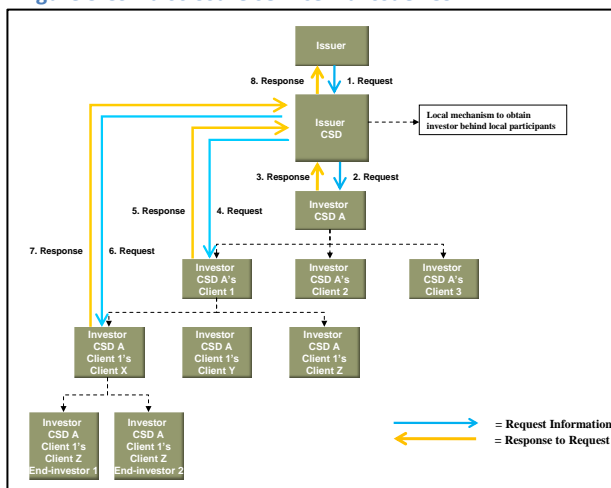 Issuer
8. Response
1. Request
Issuer
CSD
Local mechanism to obtain
investor behind local participants
3. Response
2. Request
Investor
CSD A
5. Response
4. Request
7. Response
6. Request
Investor
CSD A's
Client 1
Investor
CSD A's
Client 2
Investor
CSD A's
Client 3
Investor
CSD A
Client 1's
Client X
Investor
CSD A
Client 1's
Client Y
Investor
CSD A
Client 1's
Client Z
Investor
CSD A
Client 1's
Client Z
End-investor 1
Investor
CSD A
Client 1's
Client Z
End-investor 2
= Request Information
= Response to Request